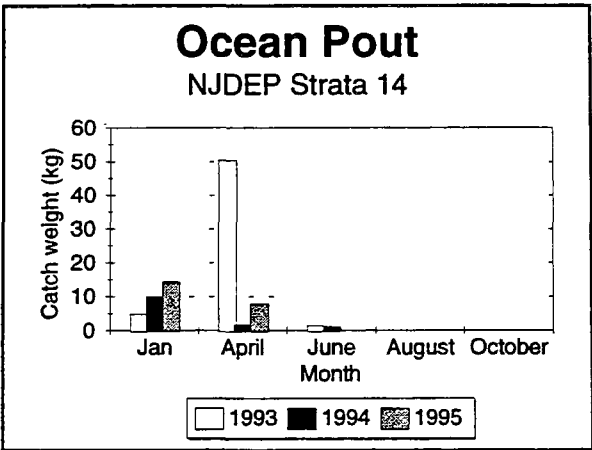 Ocean Pout
NJDEP Strata 14
Catch weight (kg)
60
50
40
30
20
10
0
Jan April June August October
Month
1993 1994 1995